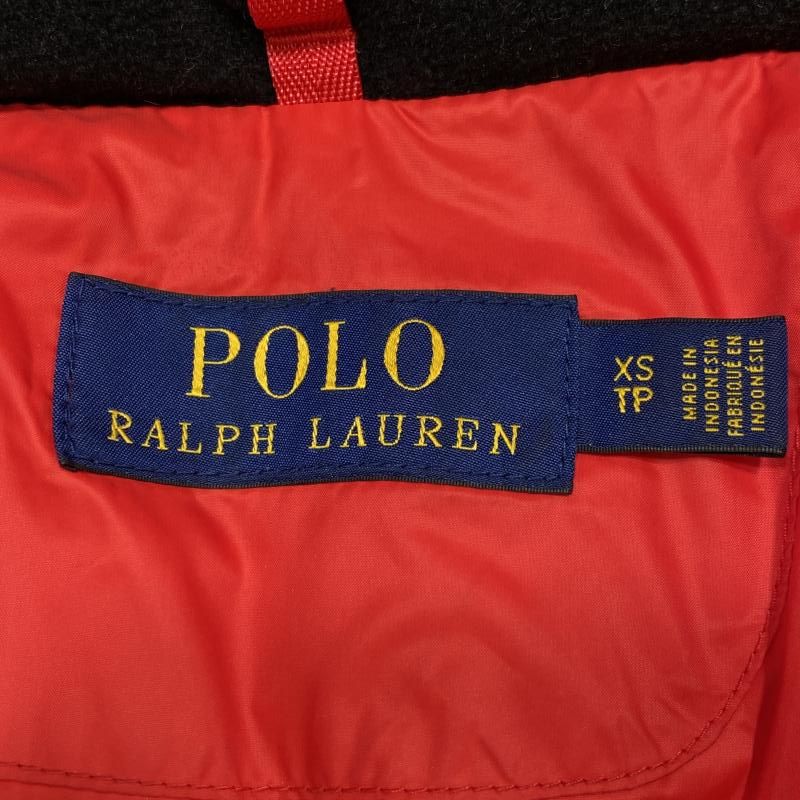 POLO
RALPH LAUREN
XS
TP
MADE IN
INDONESIA
FABRIQUÉ EN
INDONÉSIE